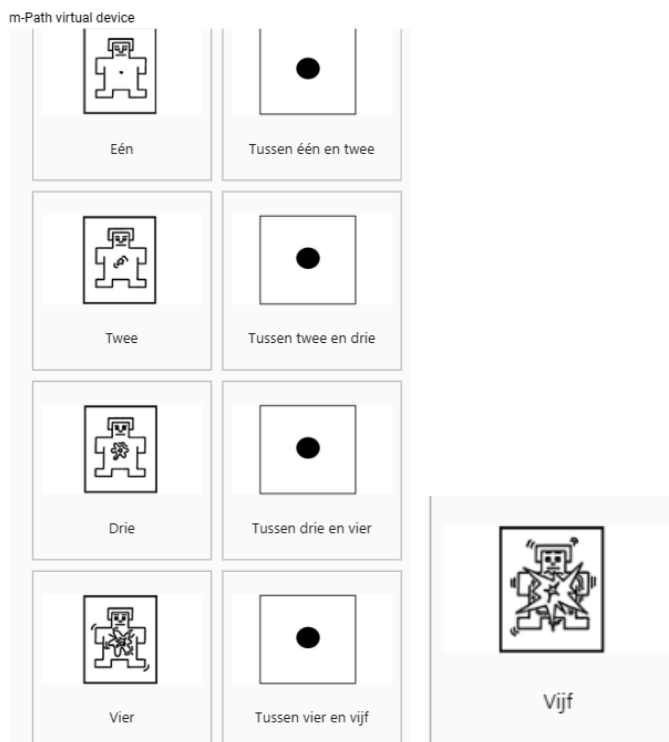 m-Path virtual device
Eén
Tussen één en twee
Twee
Tussen twee en drie
Drie
Tussen drie en vier
Vier
Tussen vier en vijf
Vijf